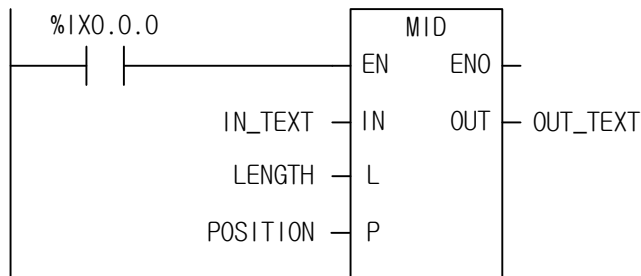 %IX0.0.0 MID
EN ENO
IN_TEXT IN OUT OUT_TEXT
LENGTH L
POSITION P